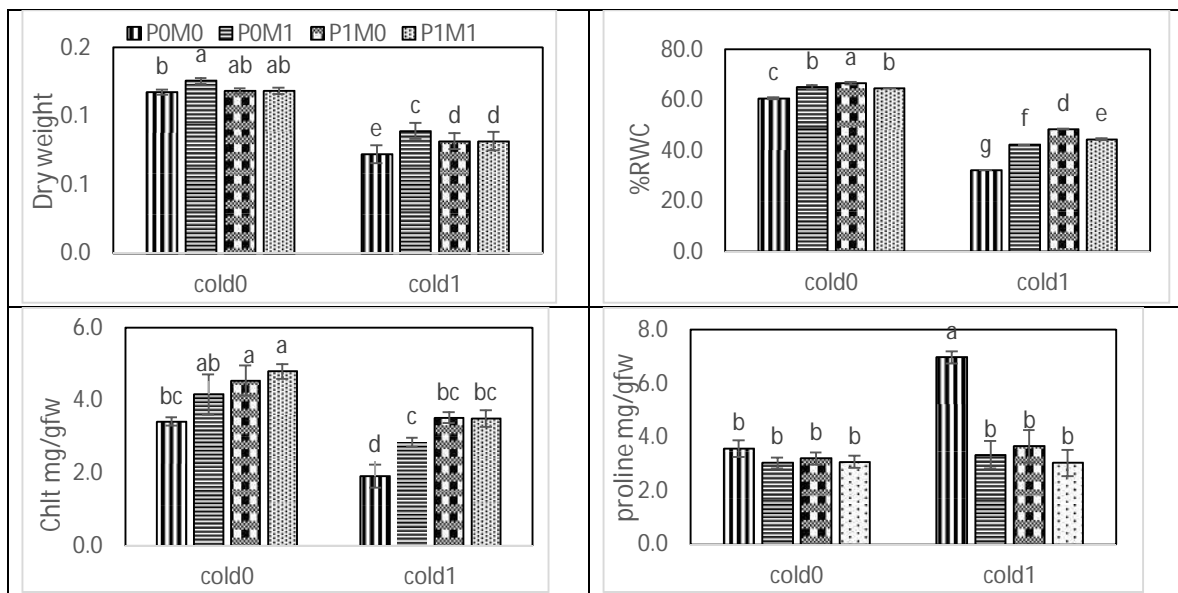 P0M0 P0M1 P1M0 P1M1
Dry weight
0.2
0.1
0.1
0.0
b a ab ab
e c d d
cold0 cold1
%RWC
80.0
60.0
40.0
20.0
0.0
c b a b
g f d e
cold0 cold1
Chlt mg/gfw
6.0
4.0
2.0
0.0
bc ab a a
d c bc bc
cold0 cold1
proline mg/gfw
8.0
6.0
4.0
2.0
0.0
b b b b
a b b b
cold0 cold1